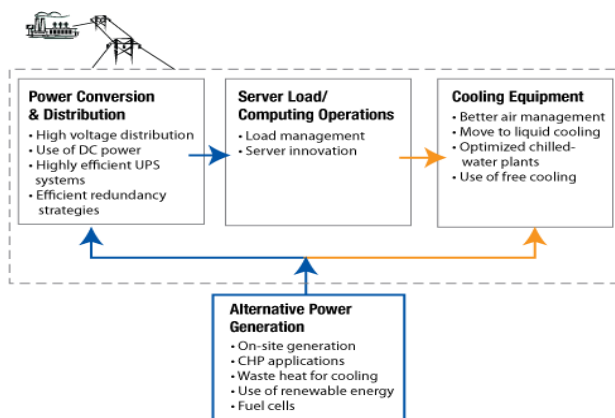 Power Conversion
& Distribution
• High voltage distribution
• Use of DC power
• Highly efficient UPS
systems
• Efficient redundancy
strategies
Server Load/
Computing Operations
• Load management
• Server innovation
Cooling Equipment
• Better air management
• Move to liquid cooling
• Optimized chilled-
water plants
• Use of free cooling
Alternative Power
Generation
• On-site generation
• CHP applications
• Waste heat for cooling
• Use of renewable energy
• Fuel cells